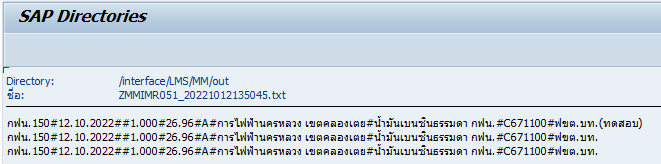 SAP Directories
Directory: /interface/LMS/MM/out
ชื่อ: ZMMIMR051_20221012135045.txt
กฟน.150#12.10.2022##1.000#26.96#A#การไฟฟ้านครหลวง เขตคลองเตย#น้ำมันเบนซินธรรมดา กฟน.#C671100#ฟขต.บท.(ทดสอบ)
กฟน.150#12.10.2022##1.000#26.96#A#การไฟฟ้านครหลวง เขตคลองเตย#น้ำมันเบนซินธรรมดา กฟน.#C671100#ฟขต.บท.
กฟน.150#12.10.2022##1.000#26.96#A#การไฟฟ้านครหลวง เขตคลองเตย#น้ำมันเบนซินธรรมดา กฟน.#C671100#ฟขต.บท.